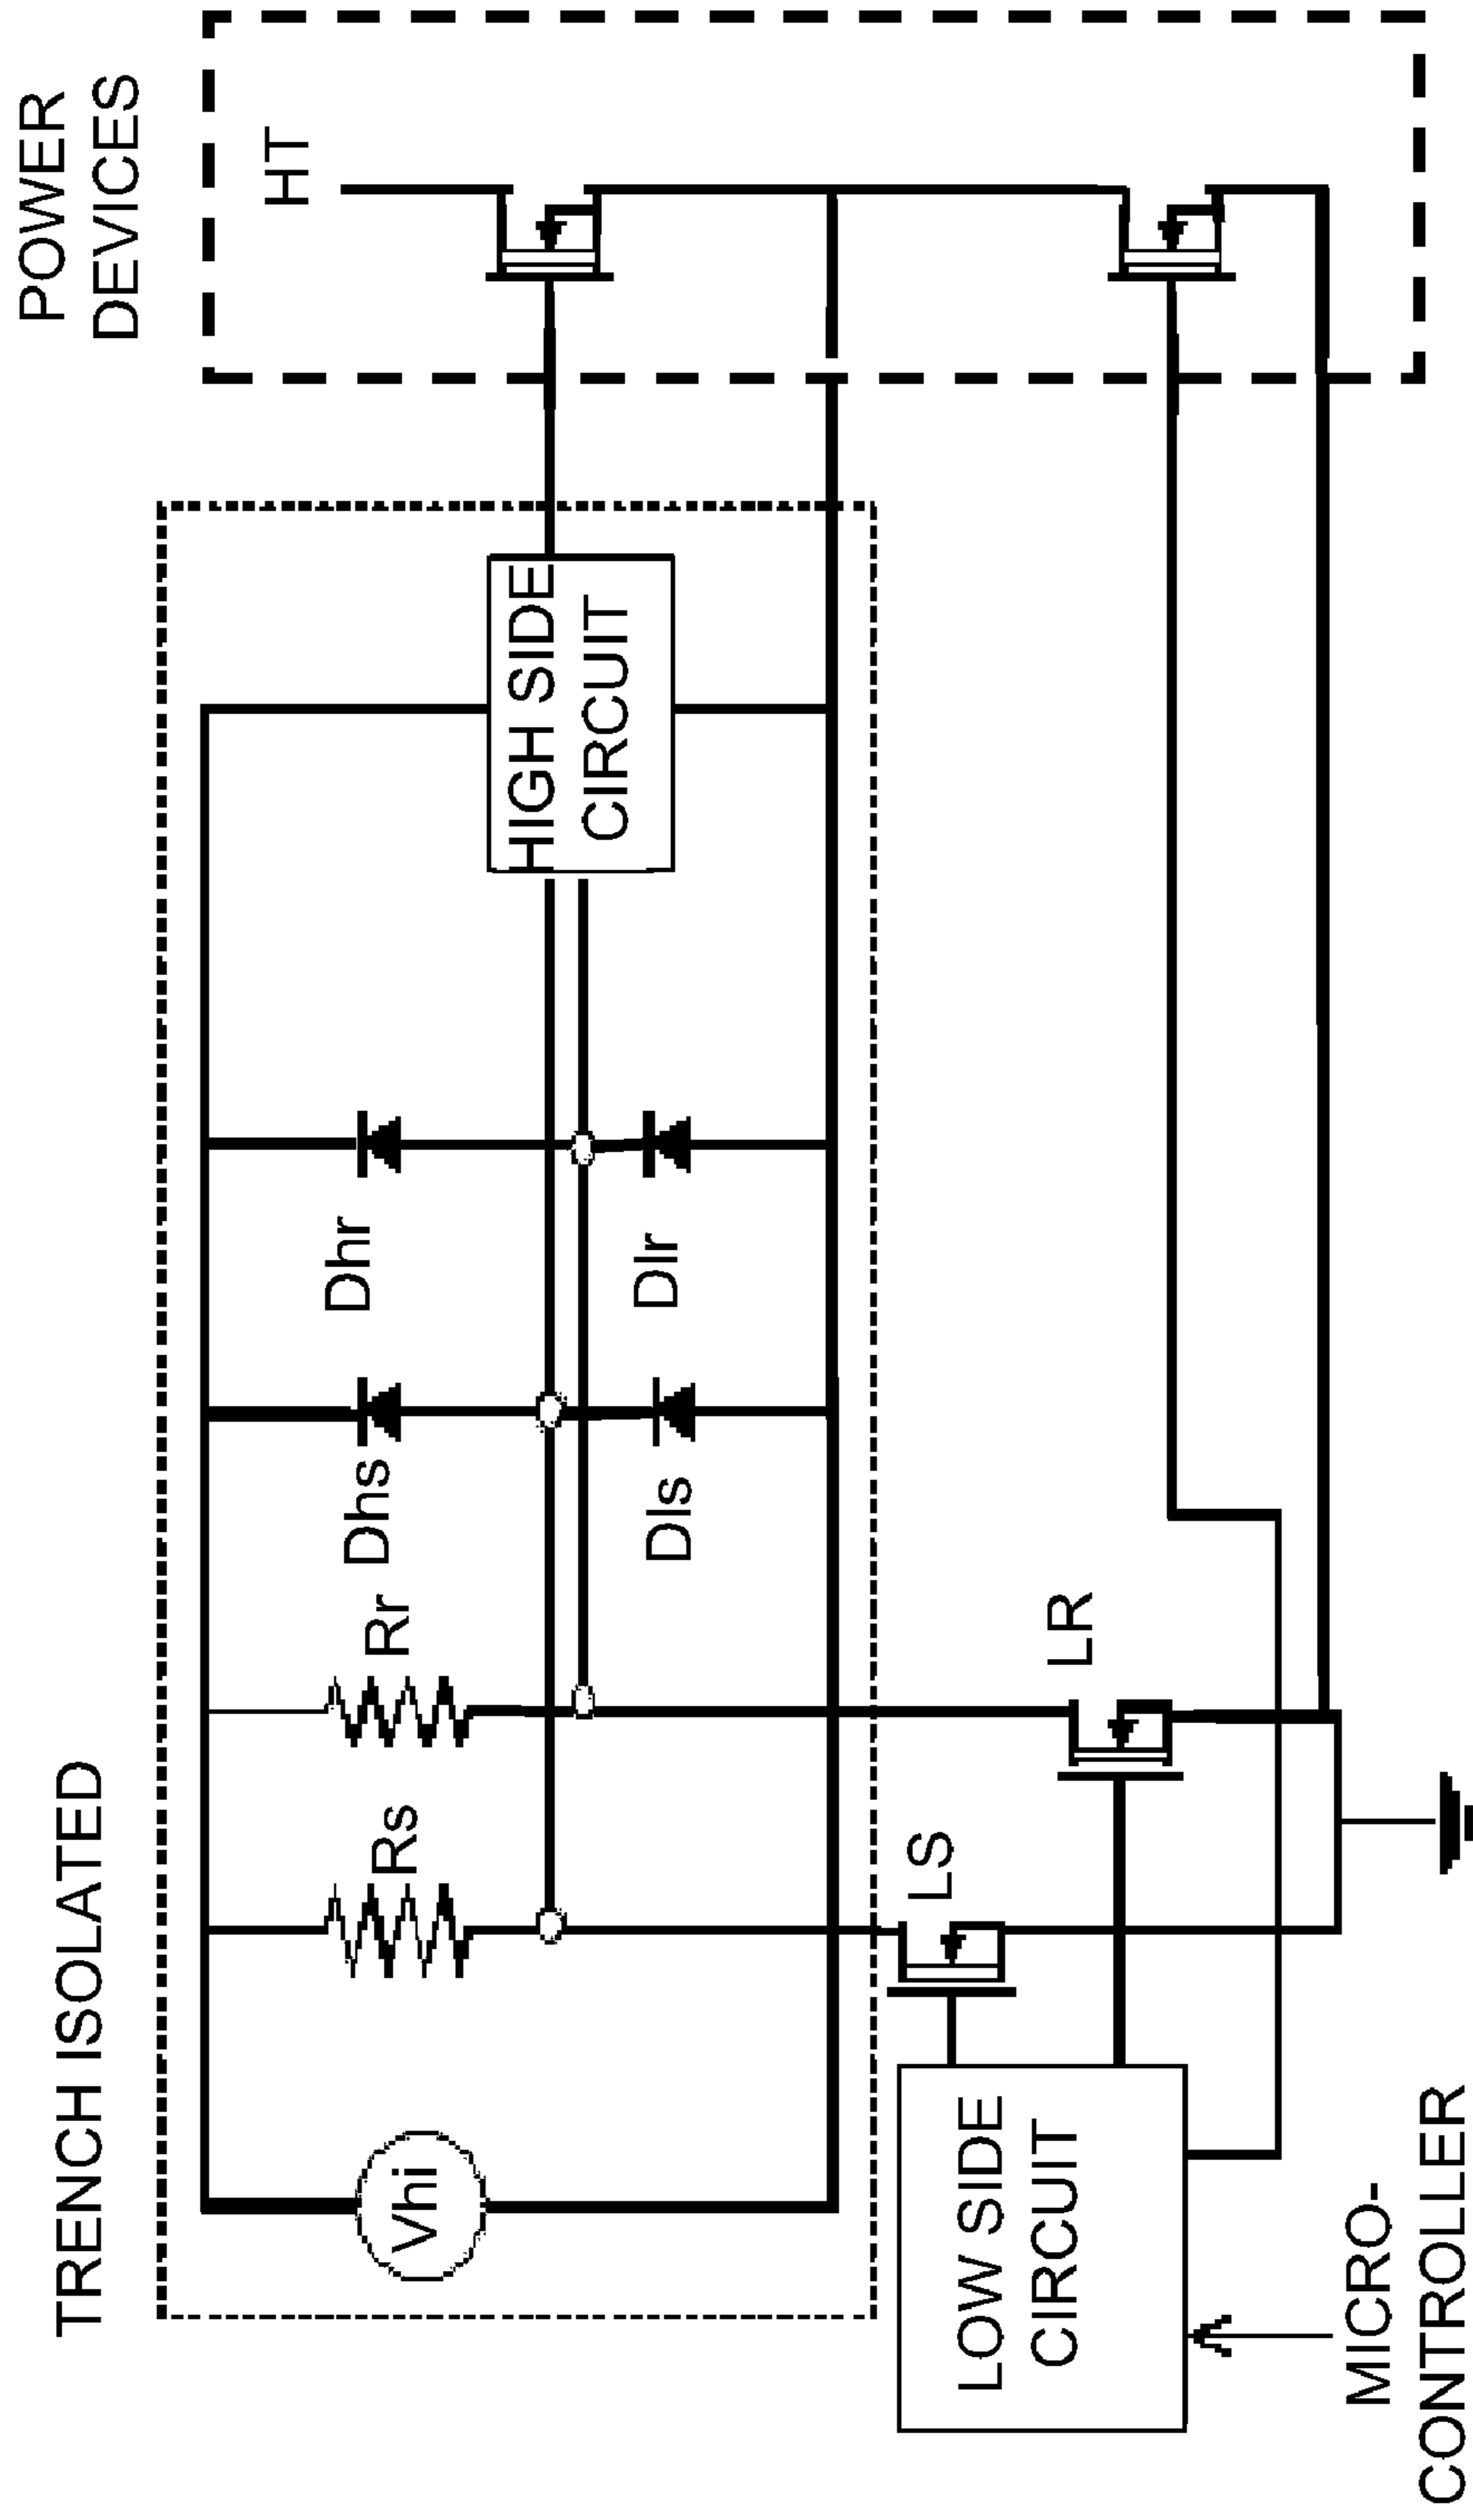 TRENCH ISOLATED
POWER
DEVICES
HT
Vhi
Rs
Rr
Dhs
Dhr
Dls
Dlr
HIGH SIDE
CIRCUIT
LS
LR
LOW SIDE
CIRCUIT
MICRO-
CONTROLLER